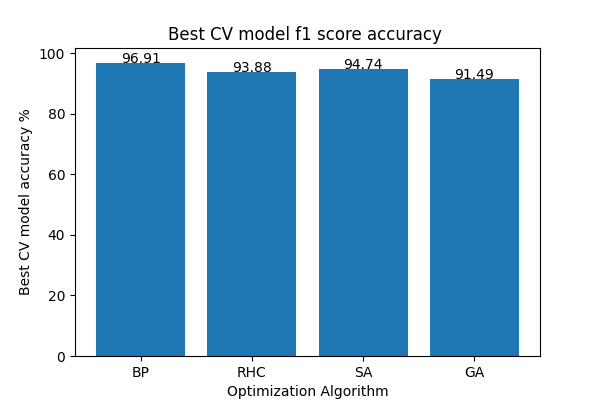 Best CV model f1 score accuracy
Best CV model accuracy %
100
80
60
40
20
0
96.91
93.88
94.74
91.49
BP
RHC
SA
GA
Optimization Algorithm